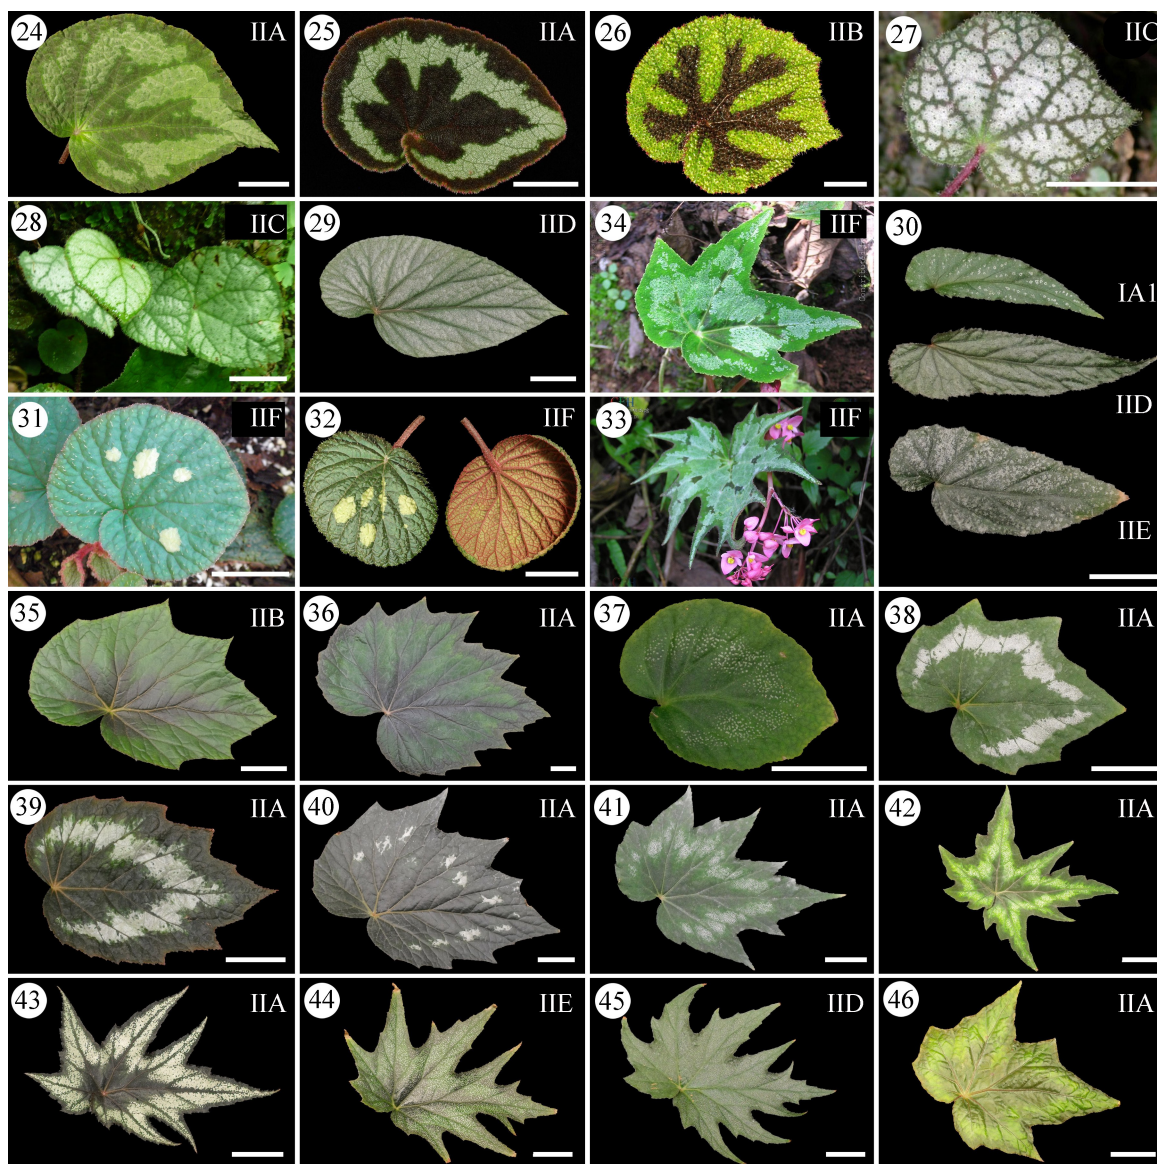 24 IIA
25 IIA
26 IIB
27 IIC
28 IIC
29 IID
34 IIF
30
IA1
IID
IIE
31 IIF
32 IIF
33 IIF
35 IIB
36 IIA
37 IIA
38 IIA
39 IIA
40 IIA
41 IIA
42 IIA
43 IIA
44 IIE
45 IID
46 IIA